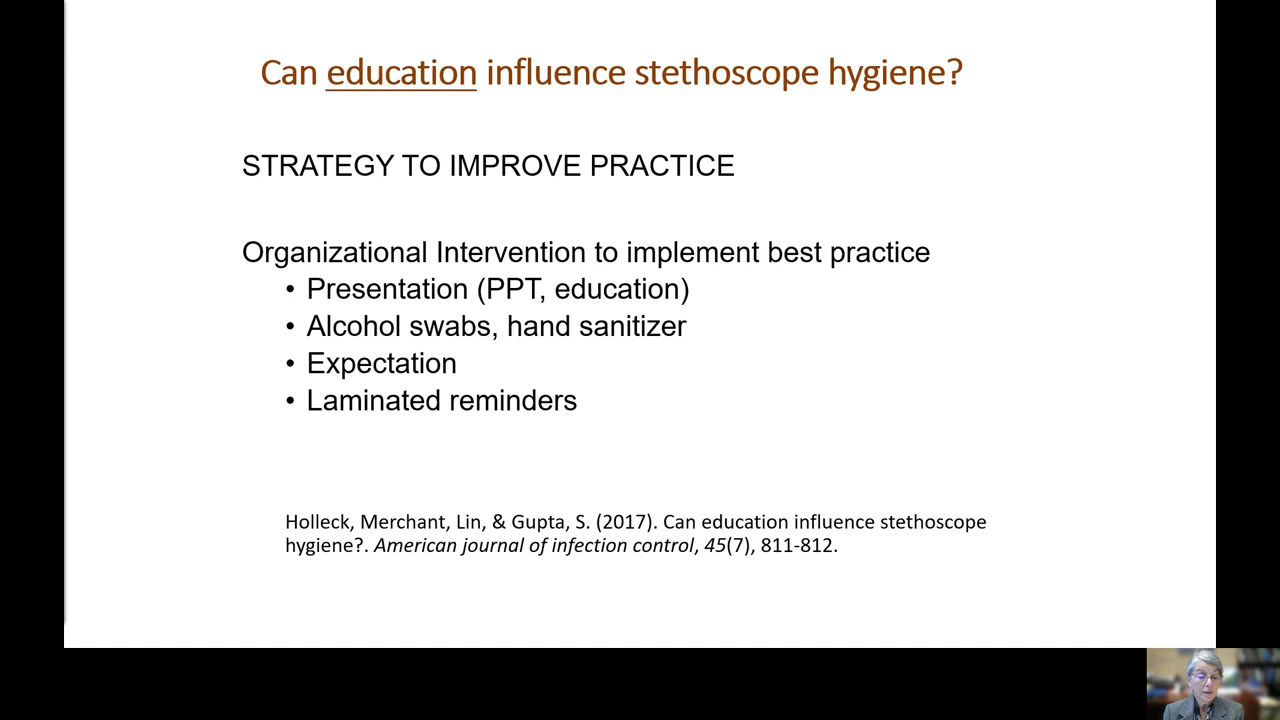 Can education influence stethoscope hygiene?
STRATEGY TO IMPROVE PRACTICE
Organizational Intervention to implement best practice
• Presentation (PPT, education)
• Alcohol swabs, hand sanitizer
• Expectation
• Laminated reminders
Holleck, Merchant, Lin, & Gupta, S. (2017). Can education influence stethoscope
hygiene?. American journal of infection control, 45(7), 811-812.